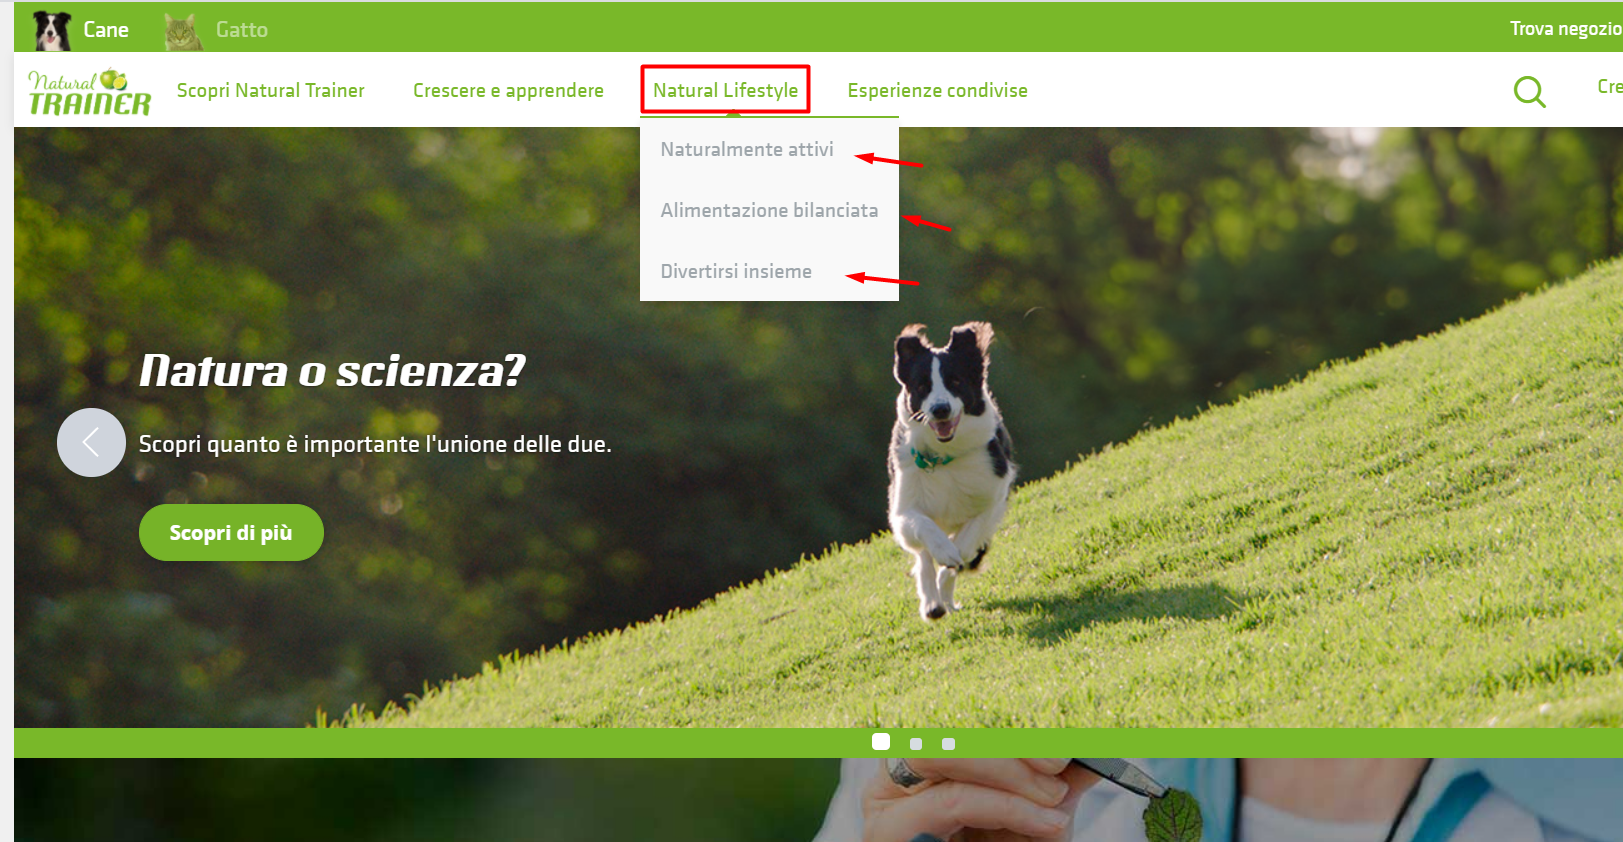 Cane
Gatto
Trova negozio
Natural
TRAINER
Scopri Natural Trainer
Crescere e apprendere
Natural Lifestyle
Esperienze condivise
Cre
Naturalmente attivi
Alimentazione bilanciata
Divertirsi insieme
Natura o scienza?
Scopri quanto è importante l'unione delle due.
Scopri di più